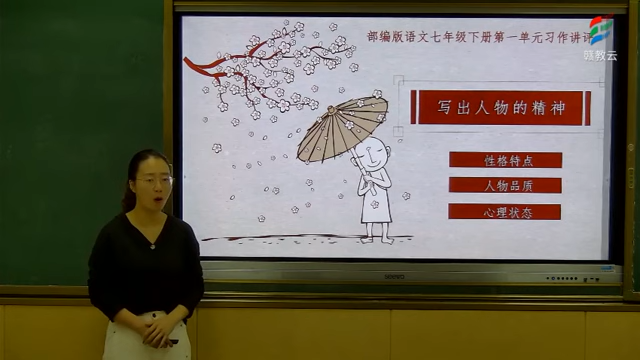 部编版语文七年级下册第一单元习作讲评
赣教云
写出人物的精神
性格特点
人物品质
心理状态